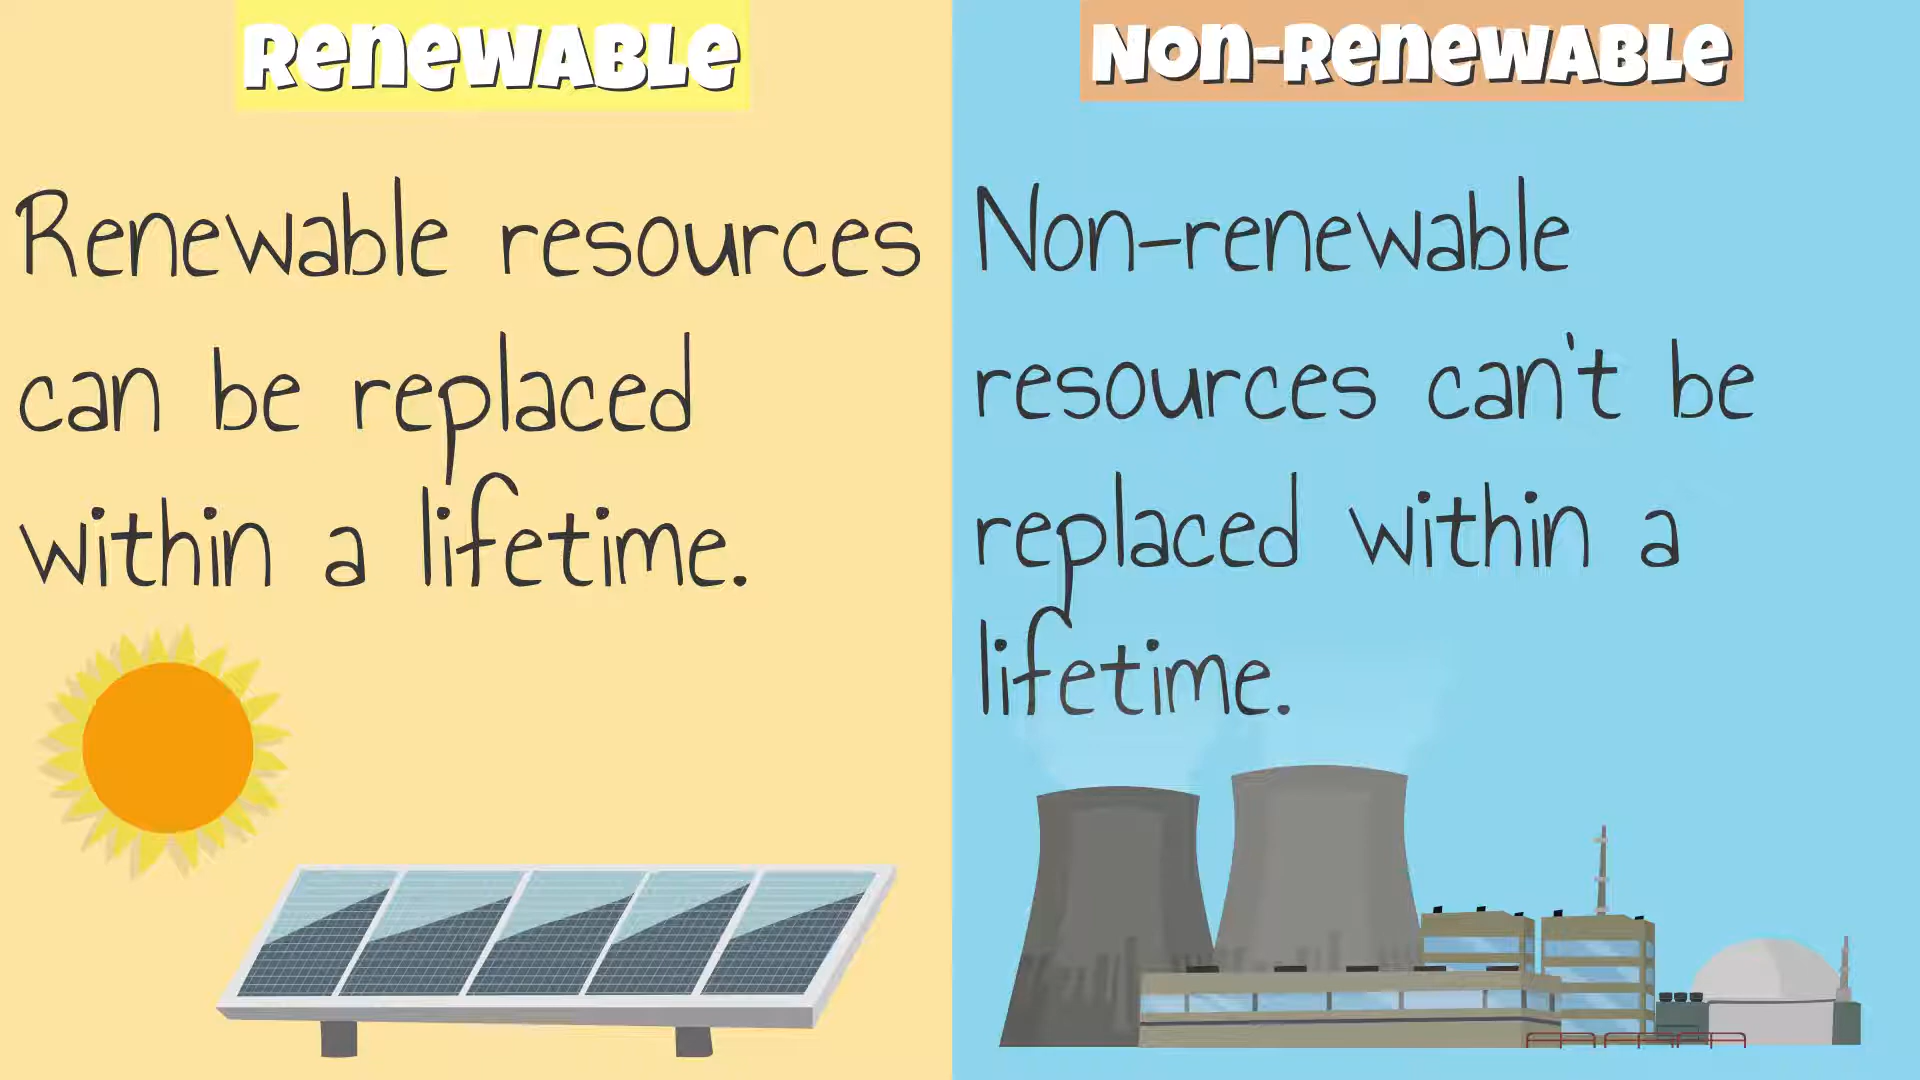 Renewable
Renewable resources
can be replaced
within a lifetime.
Non-Renewable
Non-renewable
resources can't be
replaced within a
lifetime.